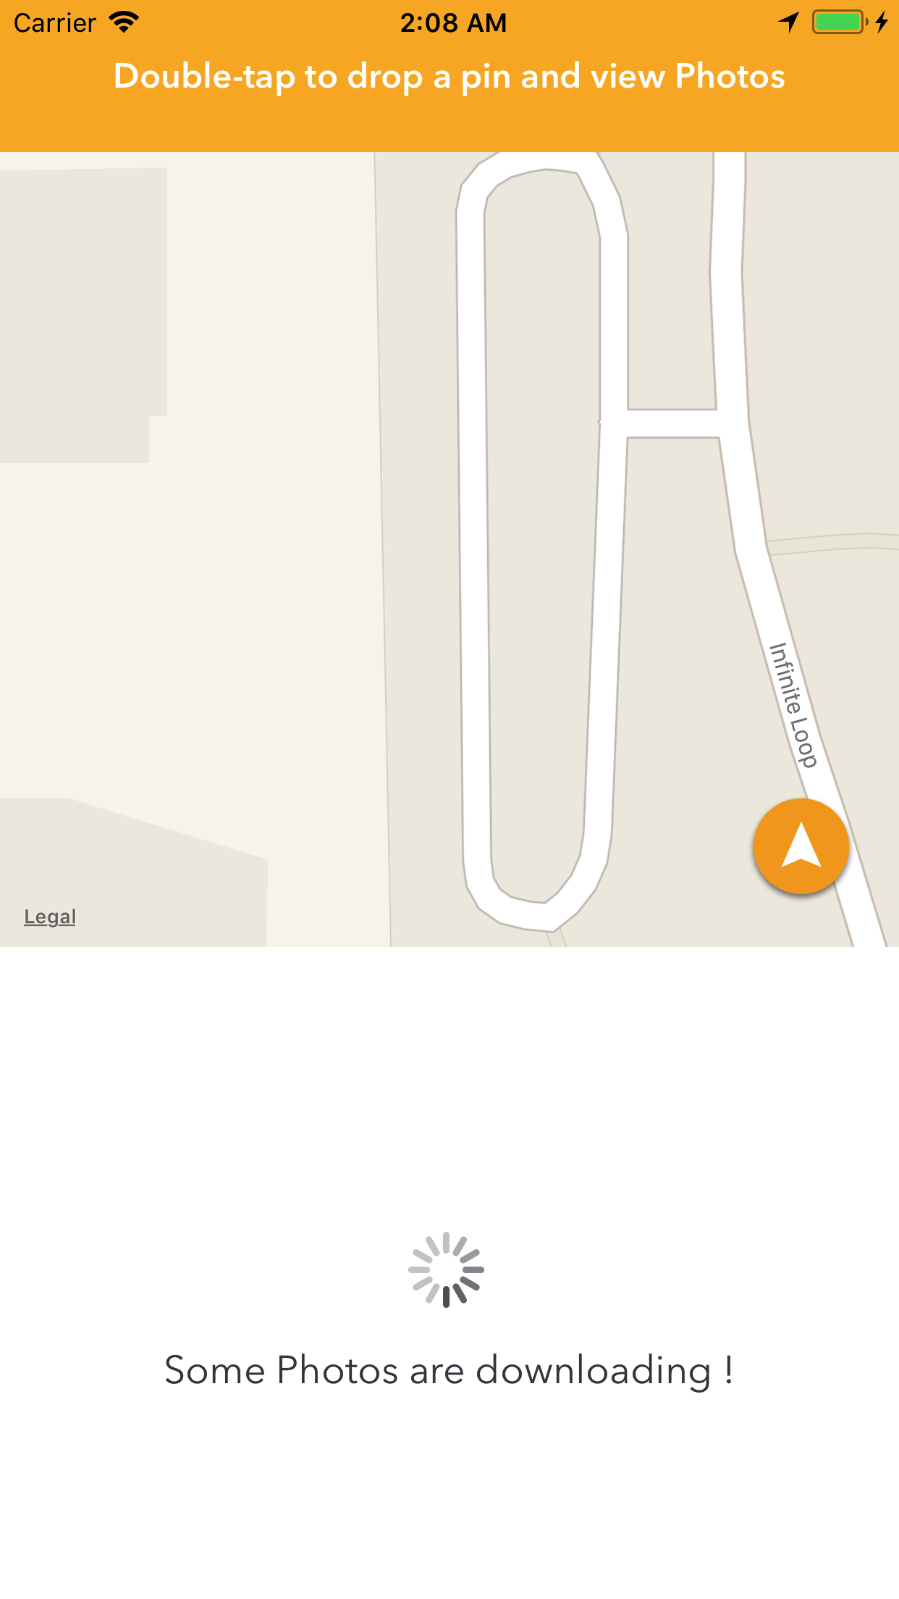 Carrier
2:08 AM
Double-tap to drop a pin and view Photos
Infinite Loop
Legal
Some Photos are downloading !